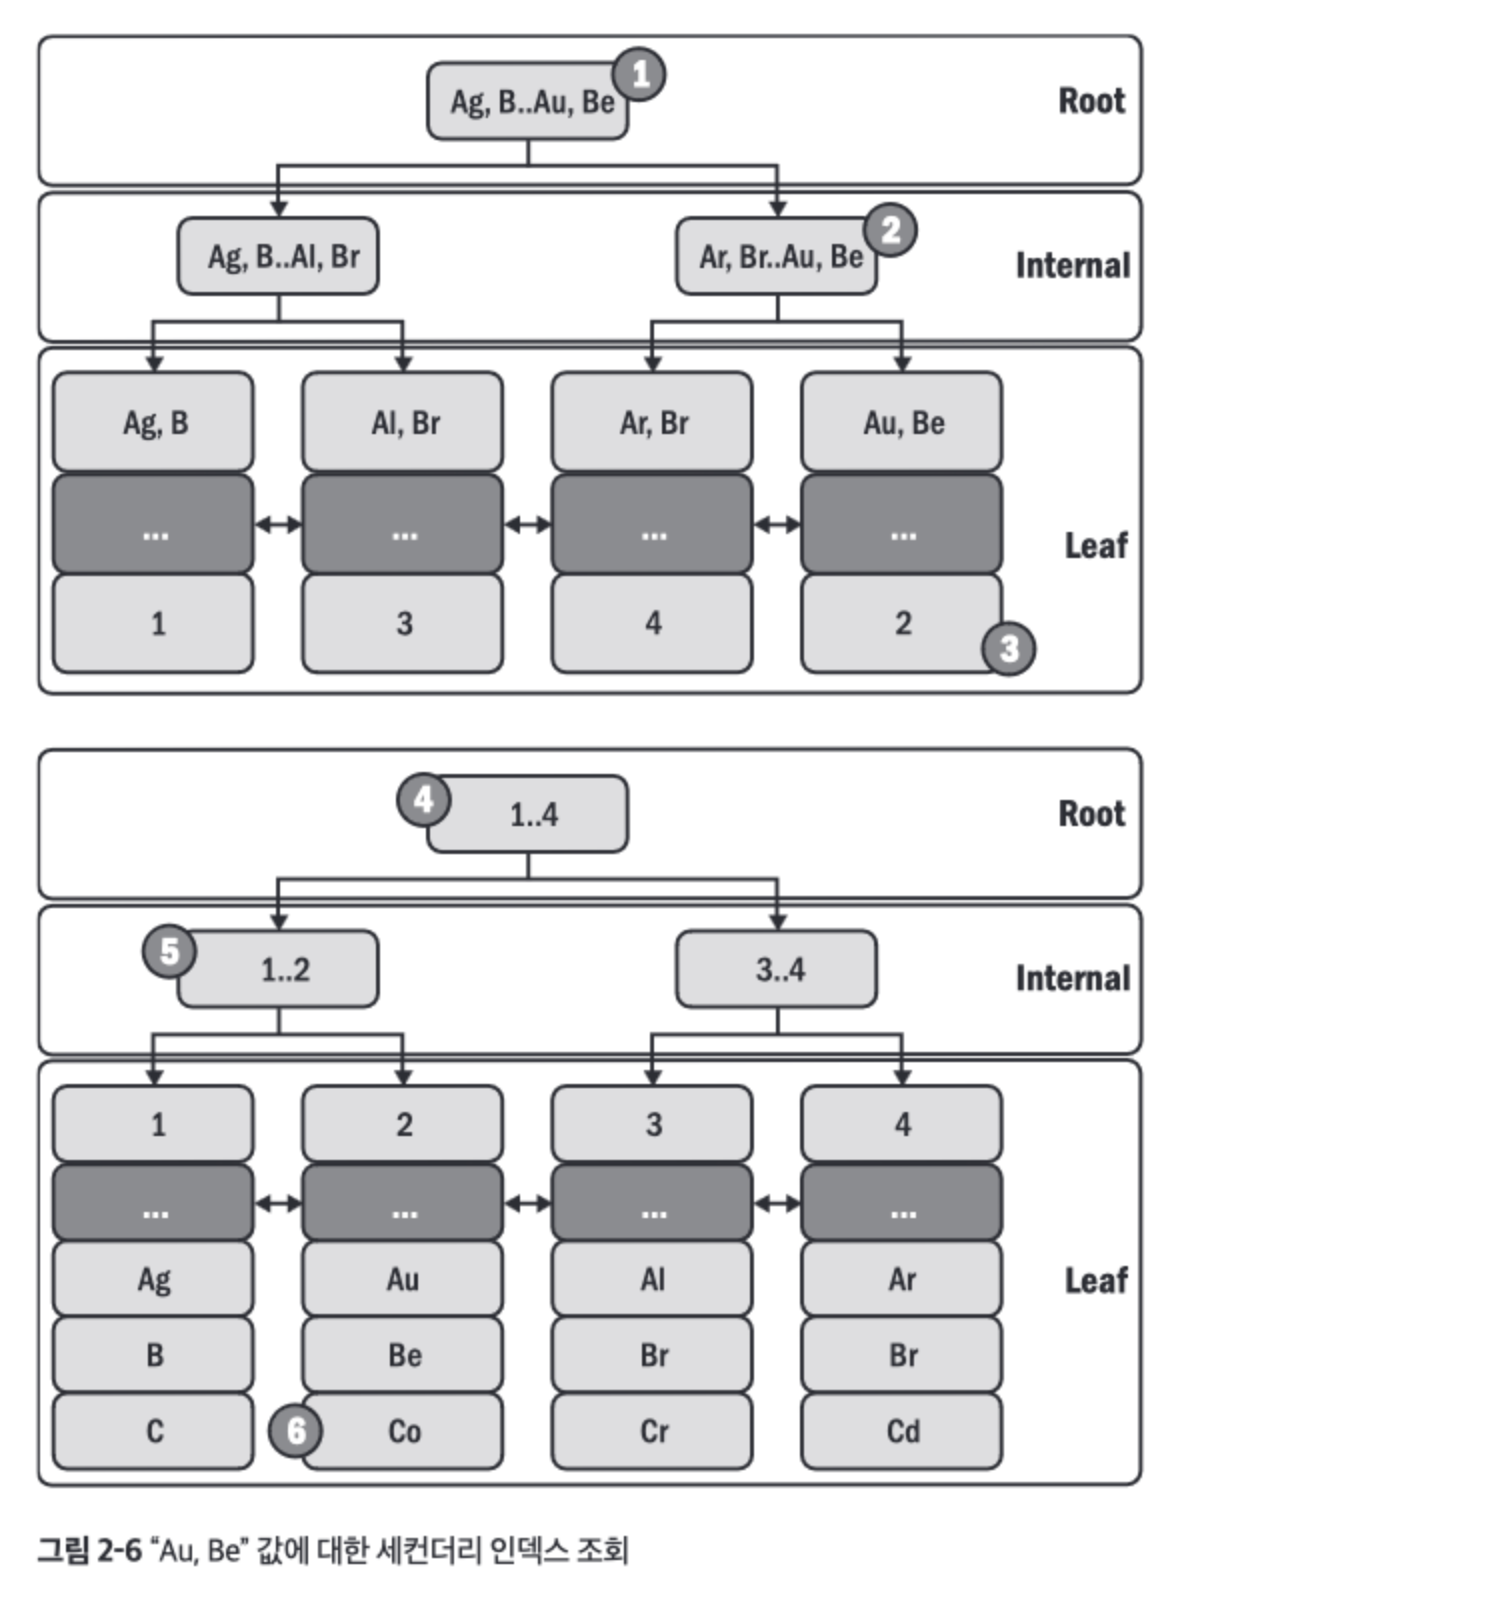 1
Ag, B..Au, Be
Root
2
Ag, B..Al, Br
Ar, Br..Au, Be
Internal
Ag, B
Al, Br
Ar, Br
Au, Be
...
...
...
...
Leaf
1
3
4
2
3
4
1..4
Root
5
1..2
3..4
Internal
1
2
3
4
...
...
...
...
Ag
Au
Al
Ar
Leaf
B
Be
Br
Br
C
6
Co
Cr
Cd
그림 2-6 “Au, Be” 값에 대한 세컨더리 인덱스 조회